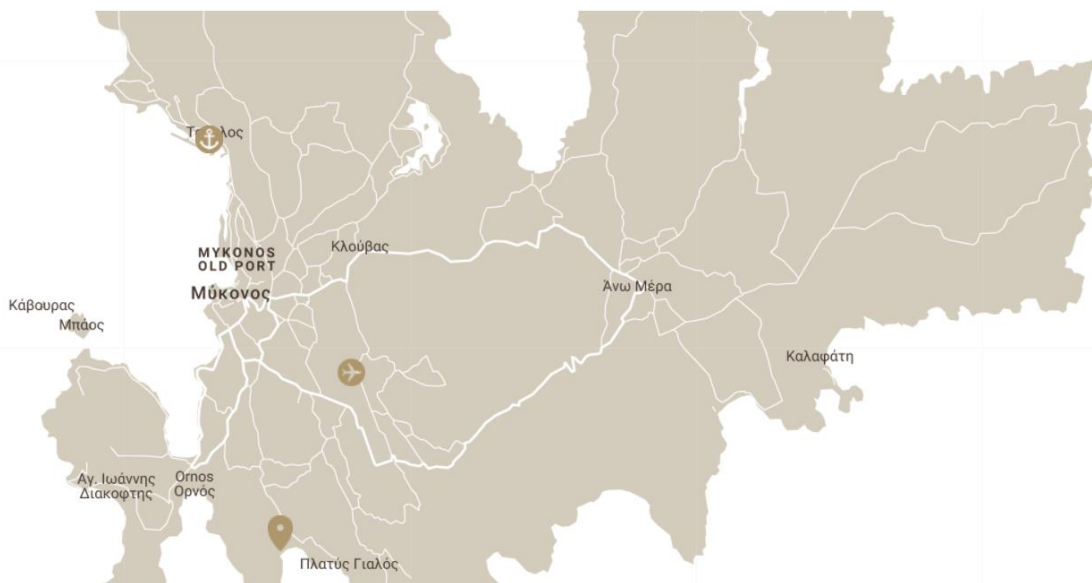 Κλούβας
MYKONOS
OLD PORT
Μύκονος
Άνω Μέρα
Κάβουρας
Μπάος
Καλαφάτη
Αγ. Ιωάννης
Διακοφτης
Ornos
Ορνός
Πλατύς Γιαλός